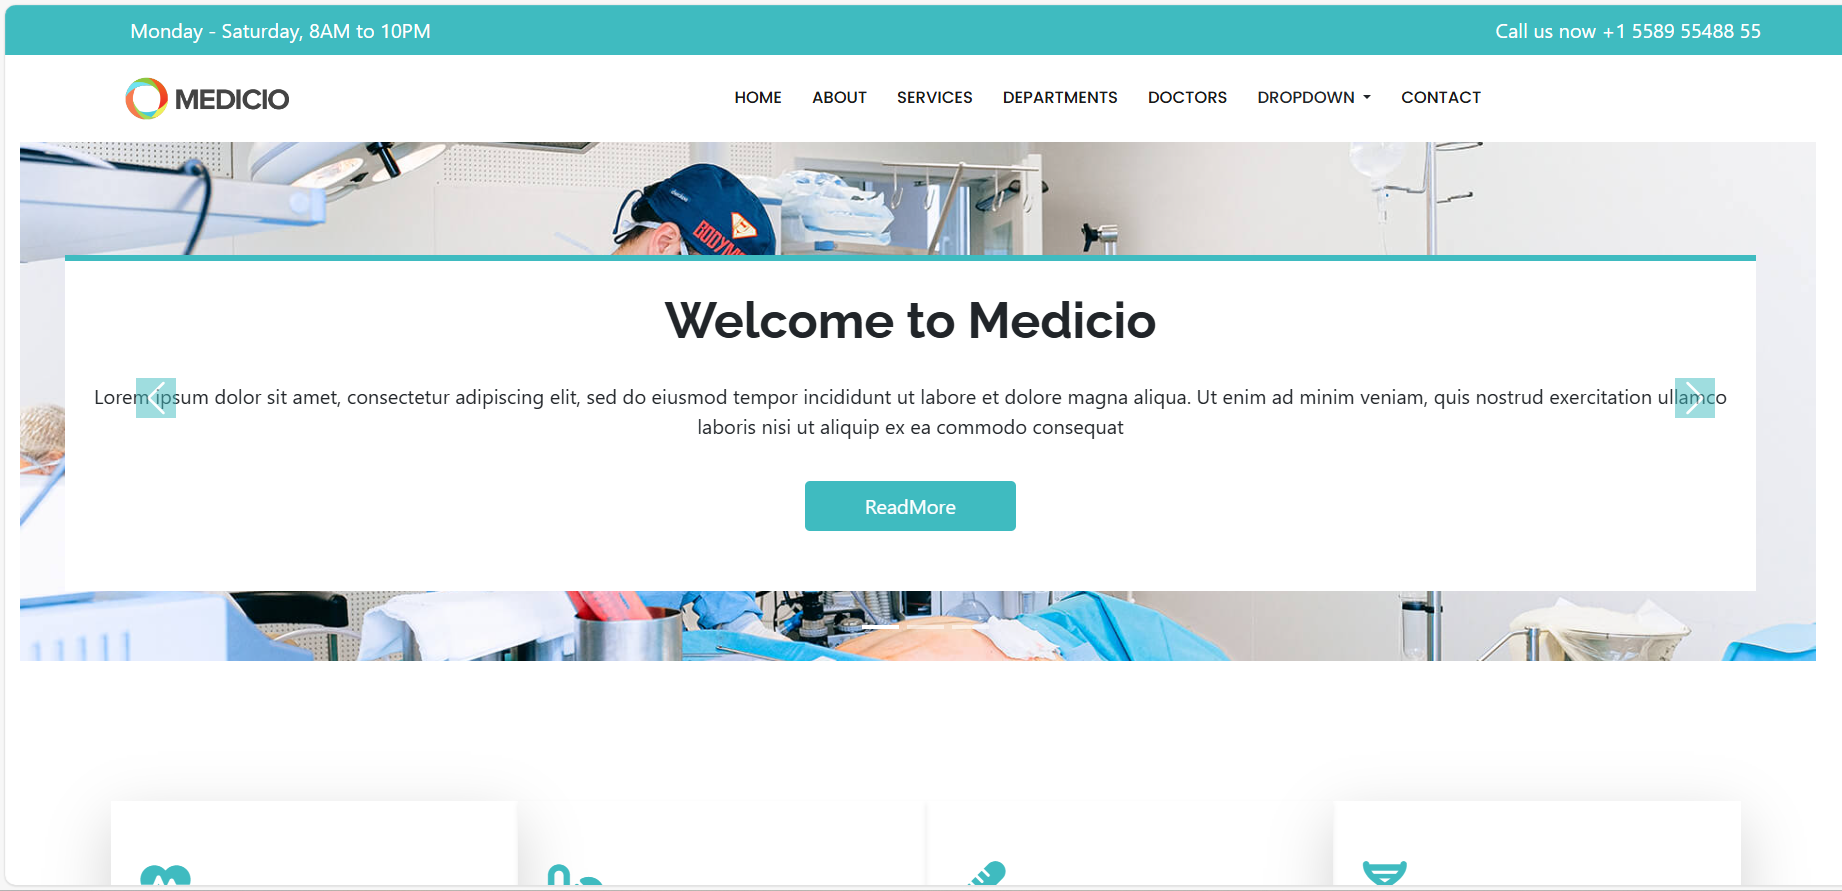 Monday - Saturday, 8AM to 10PM
Call us now +1 5589 55488 55
MEDICIO
HOME ABOUT SERVICES DEPARTMENTS DOCTORS DROPDOWN CONTACT
Welcome to Medicio
Lorem ipsum dolor sit amet, consectetur adipiscing elit, sed do eiusmod tempor incididunt ut labore et dolore magna aliqua. Ut enim ad minim veniam, quis nostrud exercitation ullamco
laboris nisi ut aliquip ex ea commodo consequat
ReadMore